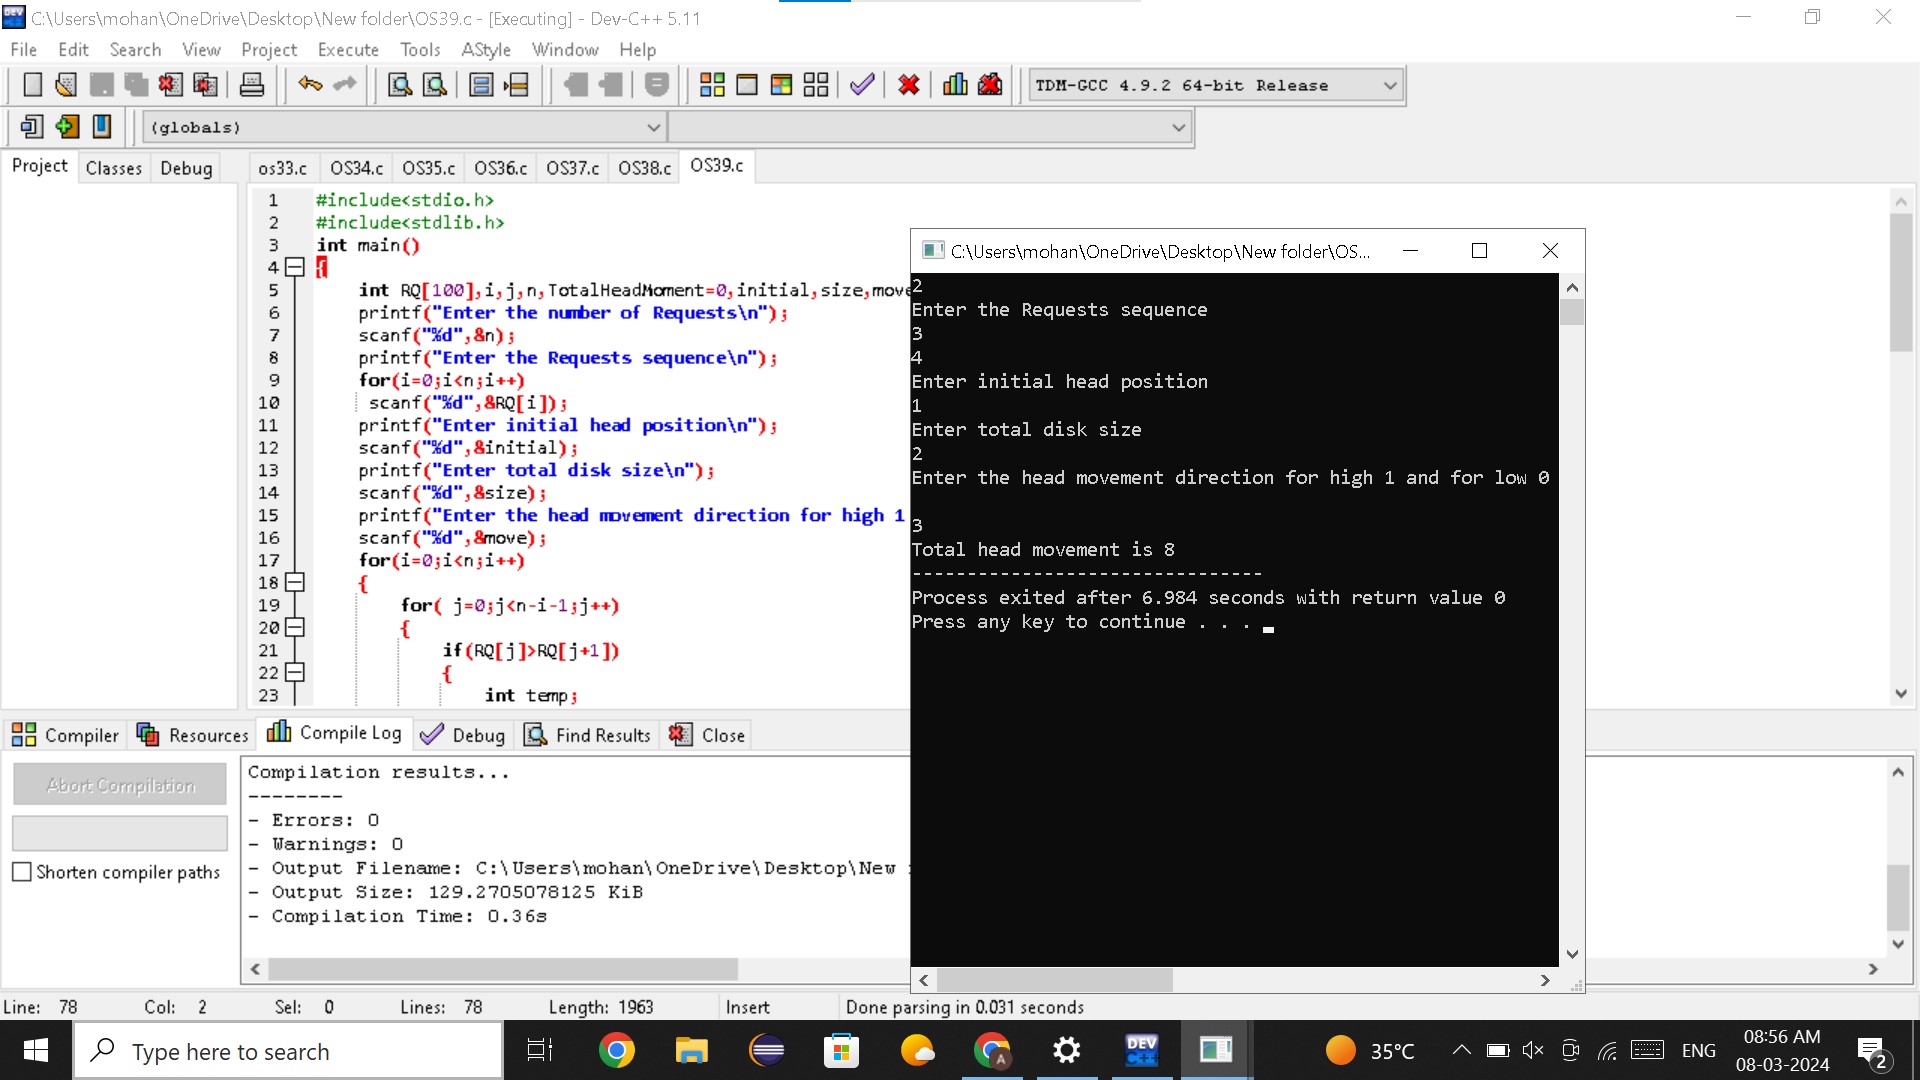 C:\Users\mohan\OneDrive\Desktop\New folder\OS39.c - [Executing] - Dev-C++ 5.11
File Edit Search View Project Execute Tools AStyle Window Help
TDM-GCC 4.9.2 64-bit Release
(globals)
Project Classes Debug
os33.c OS34.c OS35.c OS36.c OS37.c OS38.c OS39.c
1 #include<stdio.h>
2 #include<stdlib.h>
3 int main()
4 {
5 int RQ[100],i,j,n,TotalHeadMoment=0,initial,size,move
6 printf("Enter the number of Requests\n");
7 scanf("%d",&n);
8 printf("Enter the Requests sequence\n");
9 for(i=0;i<n;i++)
10 scanf("%d",&RQ[i]);
11 printf("Enter initial head position\n");
12 scanf("%d",&initial);
13 printf("Enter total disk size\n");
14 scanf("%d",&size);
15 printf("Enter the head movement direction for high 1
16 scanf("%d",&move);
17 for(i=0;i<n;i++)
18 {
19 for( j=0;j<n-i-1;j++)
20 {
21 if(RQ[j]>RQ[j+1])
22 {
23 int temp;
C:\Users\mohan\OneDrive\Desktop\New folder\OS...
2
Enter the Requests sequence
3
4
Enter initial head position
1
Enter total disk size
2
Enter the head movement direction for high 1 and for low 0
3
Total head movement is 8
--------------------------------
Process exited after 6.984 seconds with return value 0
Press any key to continue . . .
Compiler Resources Compile Log Debug Find Results Close
Abort Compilation
Shorten compiler paths
Compilation results...
--------
- Errors: 0
- Warnings: 0
- Output Filename: C:\Users\mohan\OneDrive\Desktop\New
- Output Size: 129.2705078125 KiB
- Compilation Time: 0.36s
Line: 78 Col: 2 Sel: 0 Lines: 78 Length: 1963 Insert Done parsing in 0.031 seconds
Type here to search
A
DEV
C++
35°C
ENG
08:56 AM
08-03-2024
2